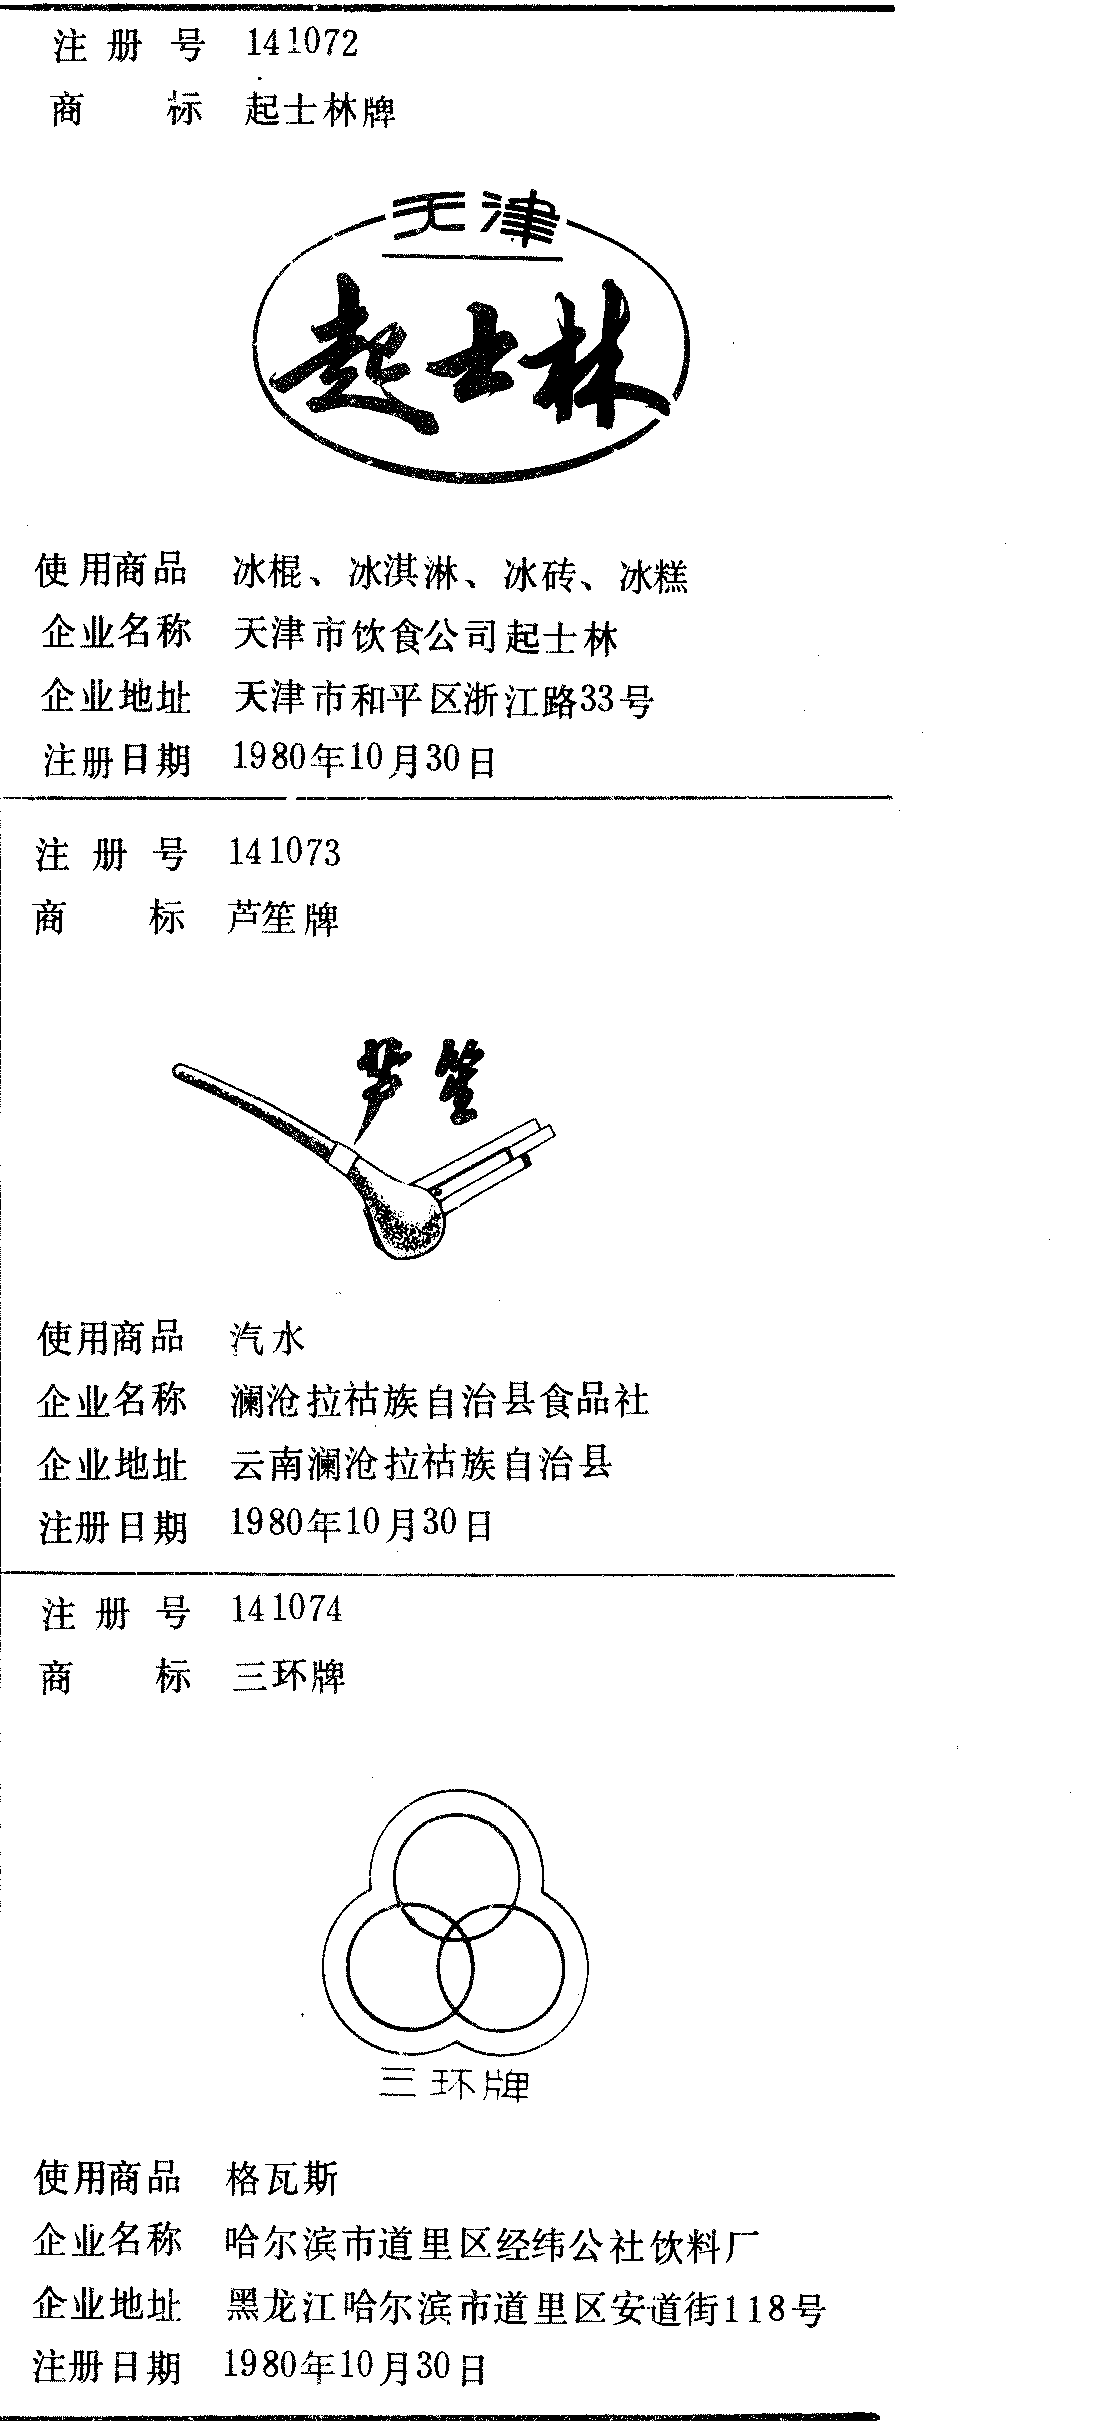 注册号 141072
商标 起士林牌
天津
起士林
使用商品 冰棍、冰淇淋、冰砖、冰糕
企业名称 天津市饮食公司起士林
企业地址 天津市和平区浙江路33号
注册日期 1980年10月30日
注册号 141073
商标 芦笙牌
芦笙
使用商品 汽水
企业名称 澜沧拉祜族自治县食品社
企业地址 云南澜沧拉祜族自治县
注册日期 1980年10月30日
注册号 141074
商标 三环牌
三环牌
使用商品 格瓦斯
企业名称 哈尔滨市道里区经纬公社饮料厂
企业地址 黑龙江哈尔滨市道里区安道街118号
注册日期 1980年10月30日